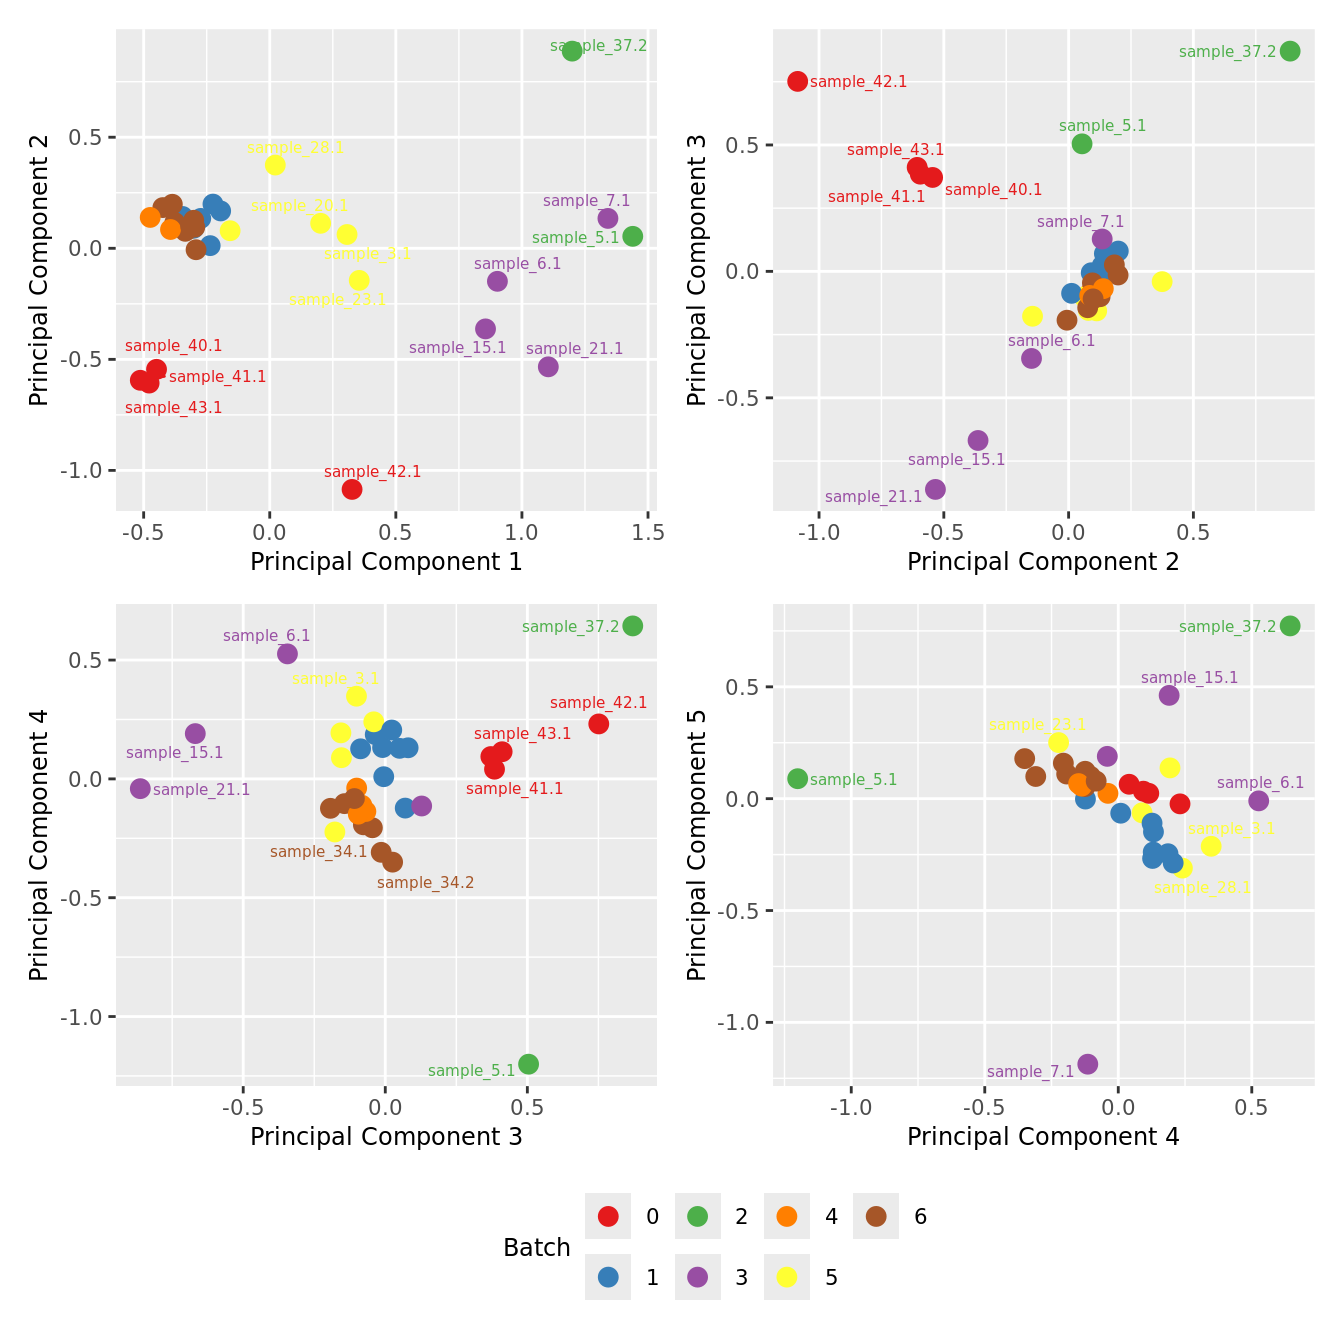 sample_37.2
sample_28.1
sample_20.1
sample_7.1
sample_5.1
sample_3.1
sample_6.1
sample_23.1
sample_40.1
sample_15.1
sample_21.1
sample_41.1
sample_43.1
sample_42.1
0.5
0.0
-0.5
-1.0
Principal Component 2
-0.5
0.0
0.5
1.0
1.5
Principal Component 1
sample_37.2
sample_42.1
sample_5.1
sample_43.1
sample_40.1
sample_41.1
sample_7.1
sample_6.1
sample_15.1
sample_21.1
0.5
0.0
-0.5
Principal Component 3
-1.0
-0.5
0.0
0.5
Principal Component 2
sample_37.2
sample_6.1
sample_3.1
sample_42.1
sample_43.1
sample_15.1
sample_21.1
sample_41.1
sample_34.1
sample_34.2
sample_5.1
0.5
0.0
-0.5
-1.0
Principal Component 4
-0.5
0.0
0.5
Principal Component 3
sample_37.2
sample_15.1
sample_23.1
sample_5.1
sample_6.1
sample_3.1
sample_28.1
sample_7.1
0.5
0.0
-0.5
-1.0
Principal Component 5
-1.0
-0.5
0.0
0.5
Principal Component 4
Batch
0
2
4
6
1
3
5